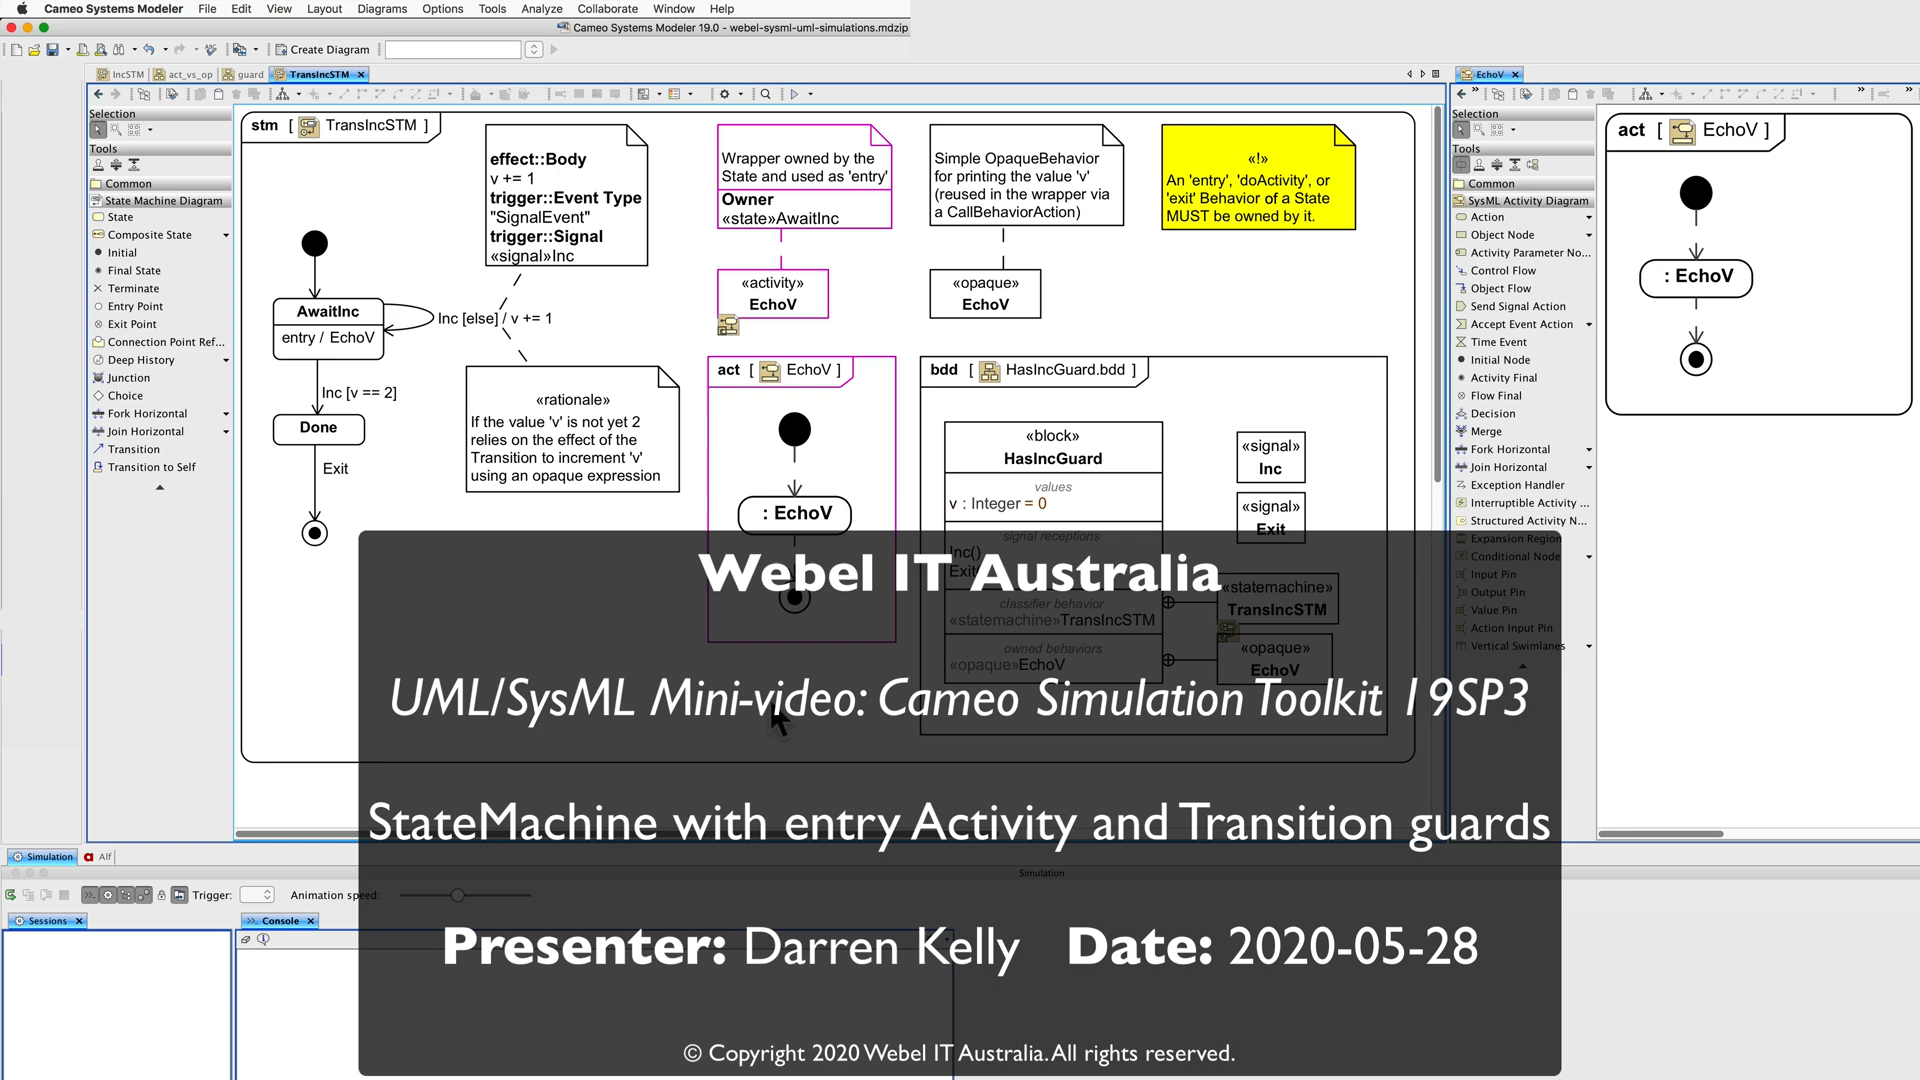 Cameo Systems Modeler File Edit View Layout Diagrams Options Tools Analyze Collaborate Window Help
Cameo Systems Modeler 19.0 - webel-sysml-uml-simulations.mdzip
Create Diagram
IncSTM act_vs_op guard TransIncSTM
EchoV
Selection
Tools
Common
State Machine Diagram
State
Composite State
Initial
Final State
Terminate
Entry Point
Exit Point
Connection Point Ref...
Deep History
Junction
Choice
Fork Horizontal
Join Horizontal
Transition
Transition to Self
stm [ TransIncSTM ]
AwaitInc
entry / EchoV
Inc [else] / v += 1
Inc [v == 2]
Done
Exit
effect::Body
v += 1
trigger::Event Type
"SignalEvent"
trigger::Signal
«signal»Inc
«rationale»
If the value 'v' is not yet 2
relies on the effect of the
Transition to increment 'v'
using an opaque expression
Wrapper owned by the
State and used as 'entry'
Owner
«state»AwaitInc
«activity»
EchoV
Simple OpaqueBehavior
for printing the value 'v'
(reused in the wrapper via
a CallBehaviorAction)
«opaque»
EchoV
«!»
An 'entry', 'doActivity', or
'exit' Behavior of a State
MUST be owned by it.
act [ EchoV ]
: EchoV
bdd [ HasIncGuard.bdd ]
«block»
HasIncGuard
values
v : Integer = 0
signal receptions
Inc()
Exit
classifier behavior
«statemachine»TransIncSTM
owned behaviors
«opaque»EchoV
«signal»
Inc
«signal»
Exit
«statemachine»
TransIncSTM
«opaque»
EchoV
Selection
Tools
Common
SysML Activity Diagram
Action
Object Node
Activity Parameter No...
Control Flow
Object Flow
Send Signal Action
Accept Event Action
Time Event
Initial Node
Activity Final
Flow Final
Decision
Merge
Fork Horizontal
Join Horizontal
Exception Handler
Interruptible Activity ...
Structured Activity N...
Expansion Region
Conditional Node
Input Pin
Output Pin
Value Pin
Action Input Pin
Vertical Swimlanes
act [ EchoV ]
: EchoV
Webel IT Australia
UML/SysML Mini-video: Cameo Simulation Toolkit 19SP3
StateMachine with entry Activity and Transition guards
Presenter: Darren Kelly Date: 2020-05-28
© Copyright 2020 Webel IT Australia. All rights reserved.
Simulation Alf
Simulation
Trigger: Animation speed:
Sessions
Console